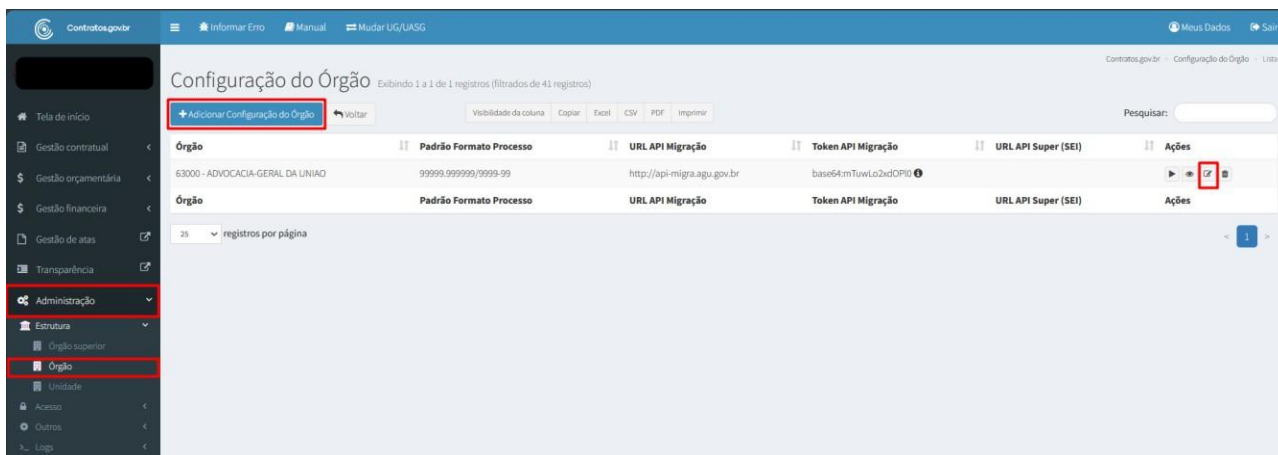 Contratos.gov.br
Informar Erro Manual Mudar UG/UASG Meus Dados Sair
Contratos.gov.br Configuração do Órgão Lista
Configuração do Órgão Exibindo 1 a 1 de 1 registros (filtrados de 41 registros)
+ Adicionar Configuração do Órgão Voltar Visibilidade da coluna Copiar Excel CSV PDF Imprimir Pesquisar:
Órgão Padrão Formato Processo URL API Migração Token API Migração URL API Super (SEI) Ações
63000 - ADVOCACIA-GERAL DA UNIAO 99999.999999/9999-99 http://api-migra.agu.gov.br base64:mTuwLo2xdOPl0
Órgão Padrão Formato Processo URL API Migração Token API Migração URL API Super (SEI) Ações
25 registros por página < 1 >
Tela de início
Gestão contratual
Gestão orçamentária
Gestão financeira
Gestão de atas
Transparência
Administração
Estrutura
Órgão superior
Órgão
Unidade
Acesso
Outros
Logs